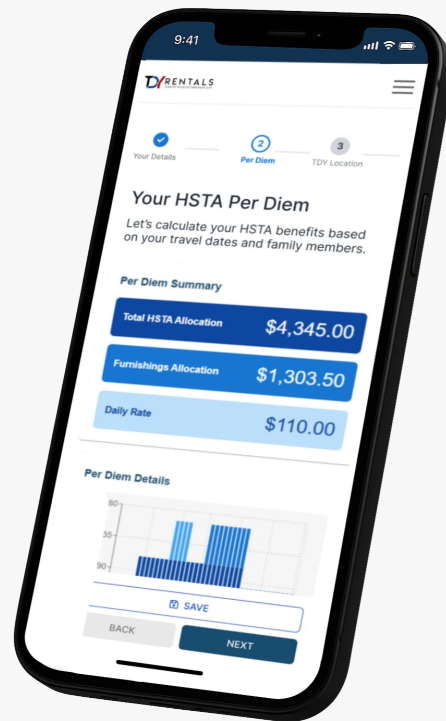 9:41
TDY RENTALS
1 2 3
Your Details Per Diem TDY Location
Your HSTA Per Diem
Let's calculate your HSTA benefits based
on your travel dates and family members.
Per Diem Summary
Total HSTA Allocation $4,345.00
Furnishings Allocation $1,303.50
Daily Rate $110.00
Per Diem Details
60
35
90
SAVE
BACK NEXT